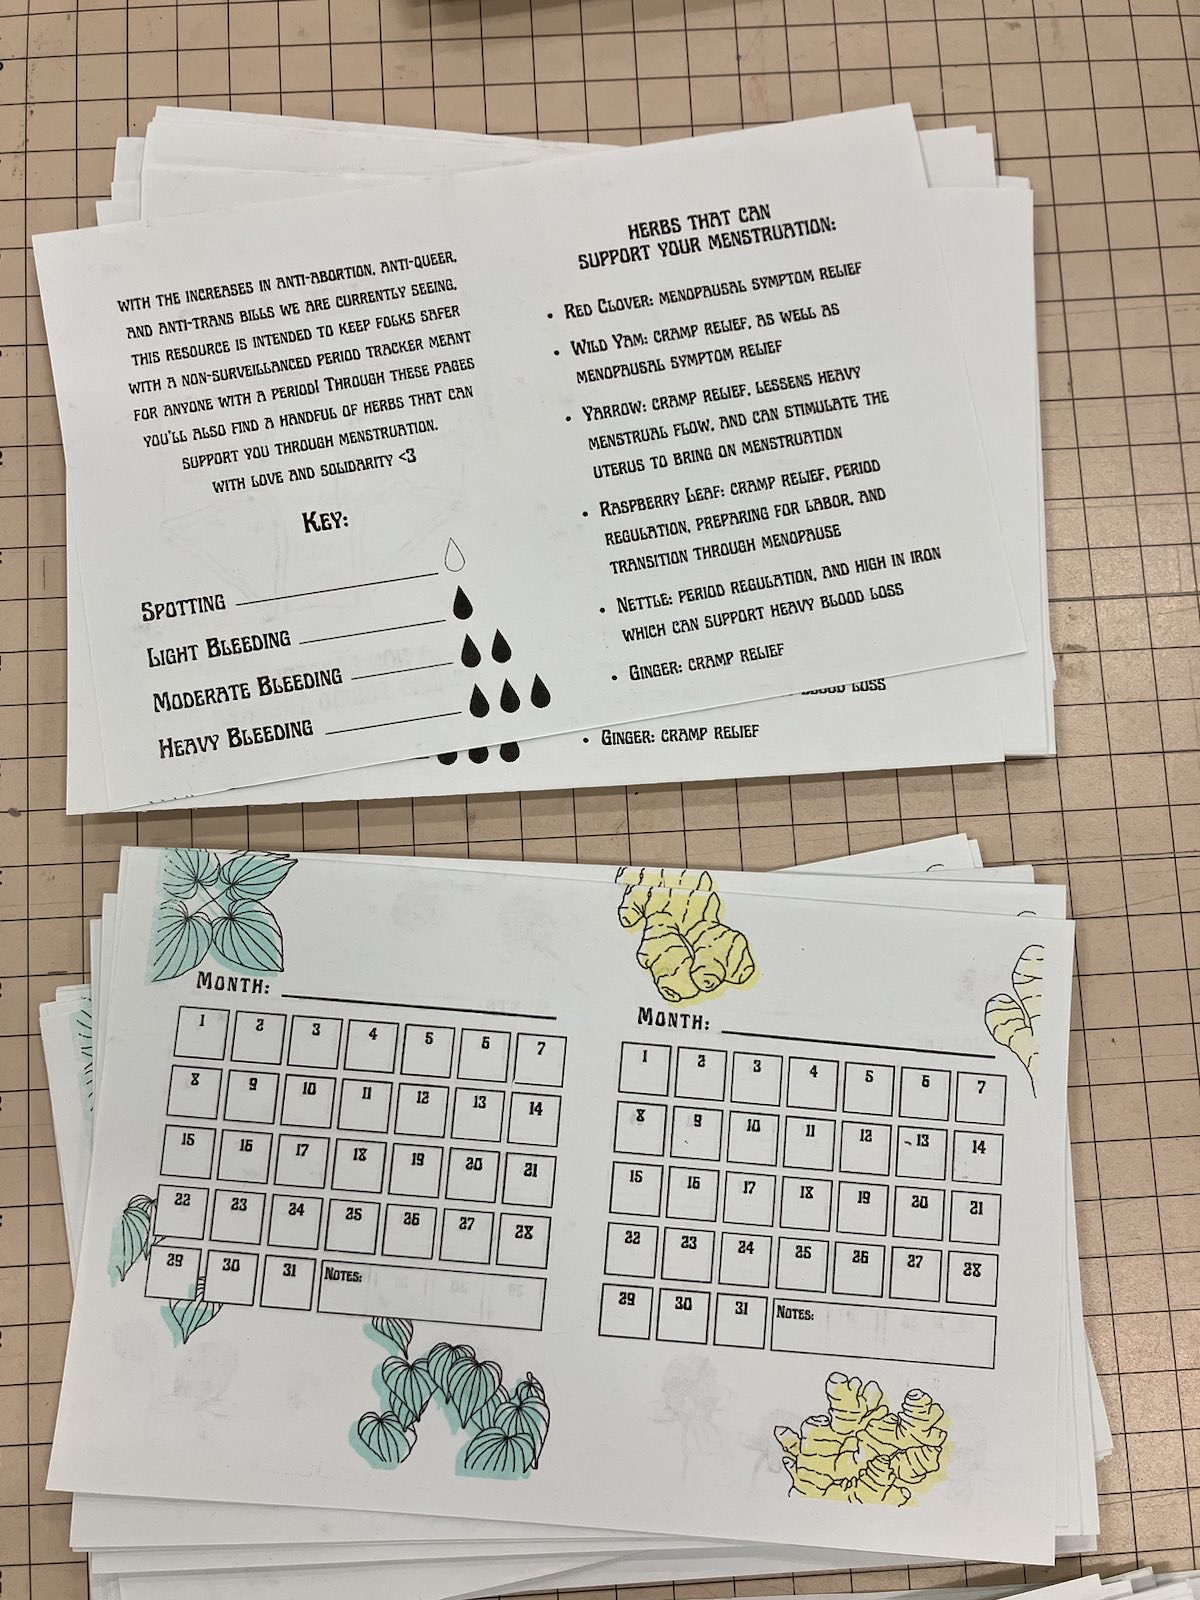 WITH THE INCREASES IN ANTI-ABORTION, ANTI-QUEER,
AND ANTI-TRANS BILLS WE ARE CURRENTLY SEEING,
THIS RESOURCE IS INTENDED TO KEEP FOLKS SAFER
WITH A NON-SURVEILLANCED PERIOD TRACKER MEANT
FOR ANYONE WITH A PERIOD! THROUGH THESE PAGES
YOU'LL ALSO FIND A HANDFUL OF HERBS THAT CAN
SUPPORT YOU THROUGH MENSTRUATION.
WITH LOVE AND SOLIDARITY <3
KEY:
SPOTTING
LIGHT BLEEDING
MODERATE BLEEDING
HEAVY BLEEDING
HERBS THAT CAN
SUPPORT YOUR MENSTRUATION:
• RED CLOVER: MENOPAUSAL SYMPTOM RELIEF
• WILD YAM: CRAMP RELIEF, AS WELL AS
MENOPAUSAL SYMPTOM RELIEF
• YARROW: CRAMP RELIEF, LESSENS HEAVY
MENSTRUAL FLOW, AND CAN STIMULATE THE
UTERUS TO BRING ON MENSTRUATION
• RASPBERRY LEAF: CRAMP RELIEF, PERIOD
REGULATION, PREPARING FOR LABOR, AND
TRANSITION THROUGH MENOPAUSE
• NETTLE: PERIOD REGULATION, AND HIGH IN IRON
WHICH CAN SUPPORT HEAVY BLOOD LOSS
• GINGER: CRAMP RELIEF
BLOOD LOSS
• GINGER: CRAMP RELIEF
MONTH:
1 2 3 4 5 6 7
8 9 10 11 12 13 14
15 16 17 18 19 20 21
22 23 24 25 26 27 28
29 30 31 NOTES:
MONTH:
1 2 3 4 5 6 7
8 9 10 11 12 13 14
15 16 17 18 19 20 21
22 23 24 25 26 27 28
29 30 31 NOTES: